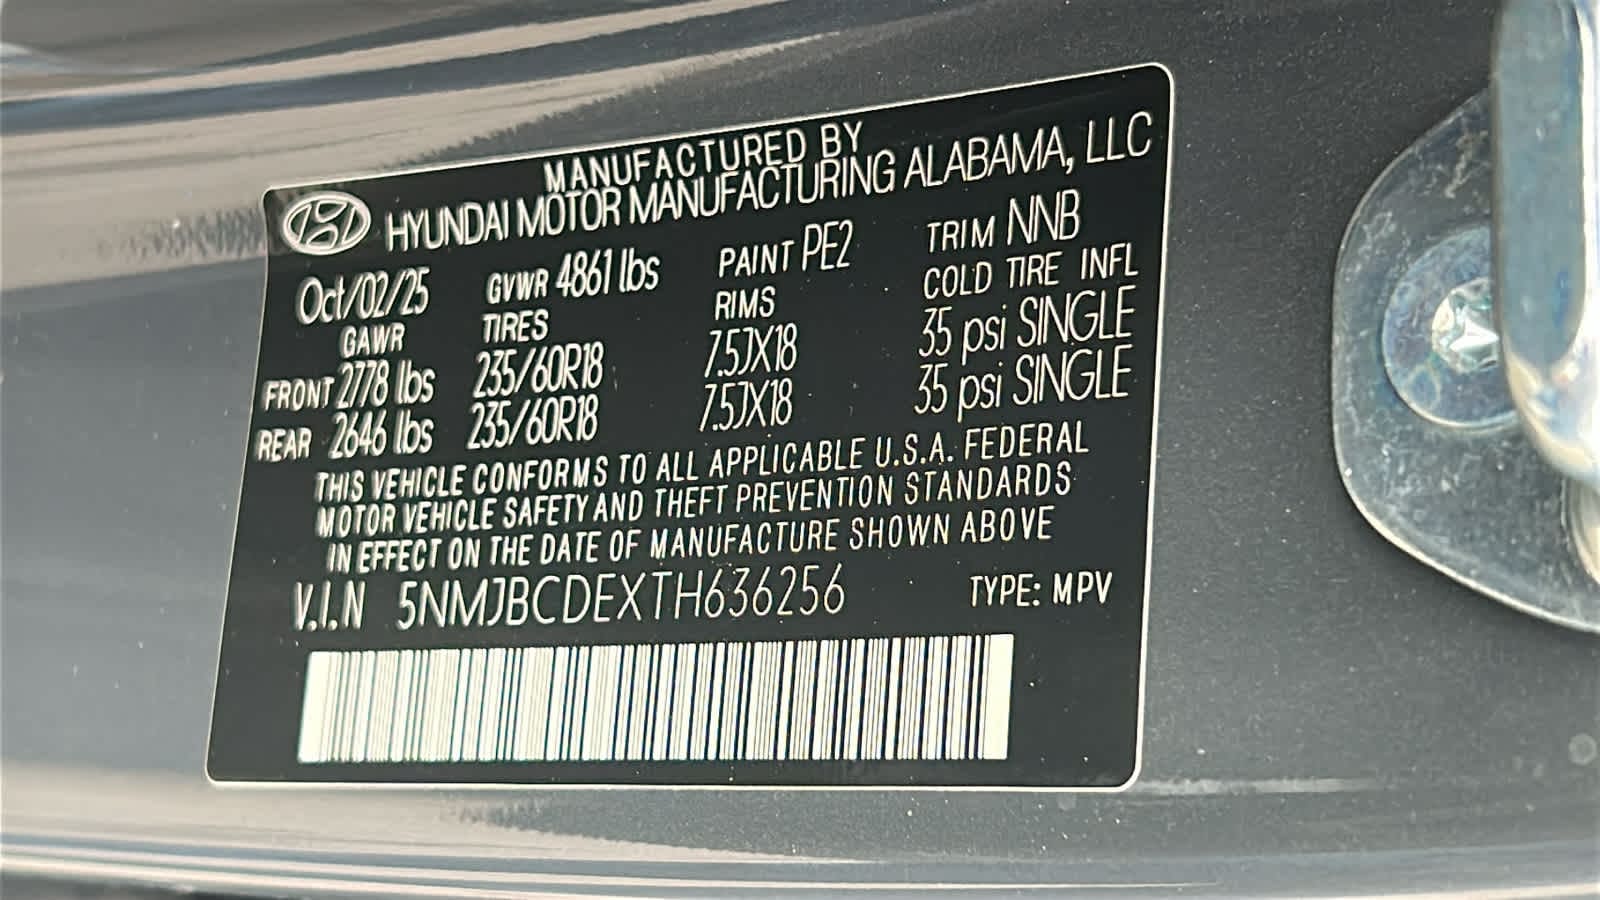 MANUFACTURED BY
HYUNDAI MOTOR MANUFACTURING ALABAMA, LLC
Oct/02/25 GVWR 4861 lbs PAINT PE2 TRIM NNB
GAWR TIRES RIMS COLD TIRE INFL
FRONT 2778 lbs 235/60R18 7.5JX18 35 psi SINGLE
REAR 2646 lbs 235/60R18 7.5JX18 35 psi SINGLE
THIS VEHICLE CONFORMS TO ALL APPLICABLE U.S.A. FEDERAL
MOTOR VEHICLE SAFETY AND THEFT PREVENTION STANDARDS
IN EFFECT ON THE DATE OF MANUFACTURE SHOWN ABOVE
V.I.N 5NMJBCDEXTH636256 TYPE: MPV